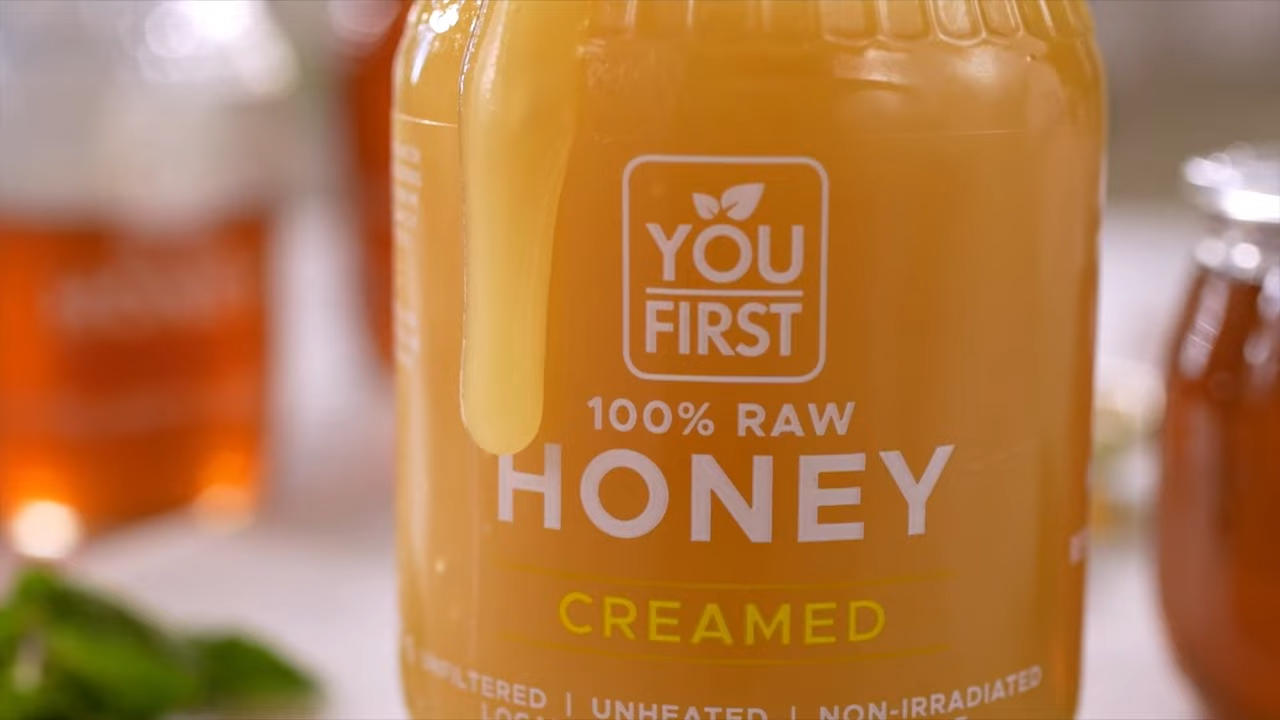 YOU
FIRST
100% RAW
HONEY
CREAMED
UNFILTERED | UNHEATED | NON-IRRADIATED